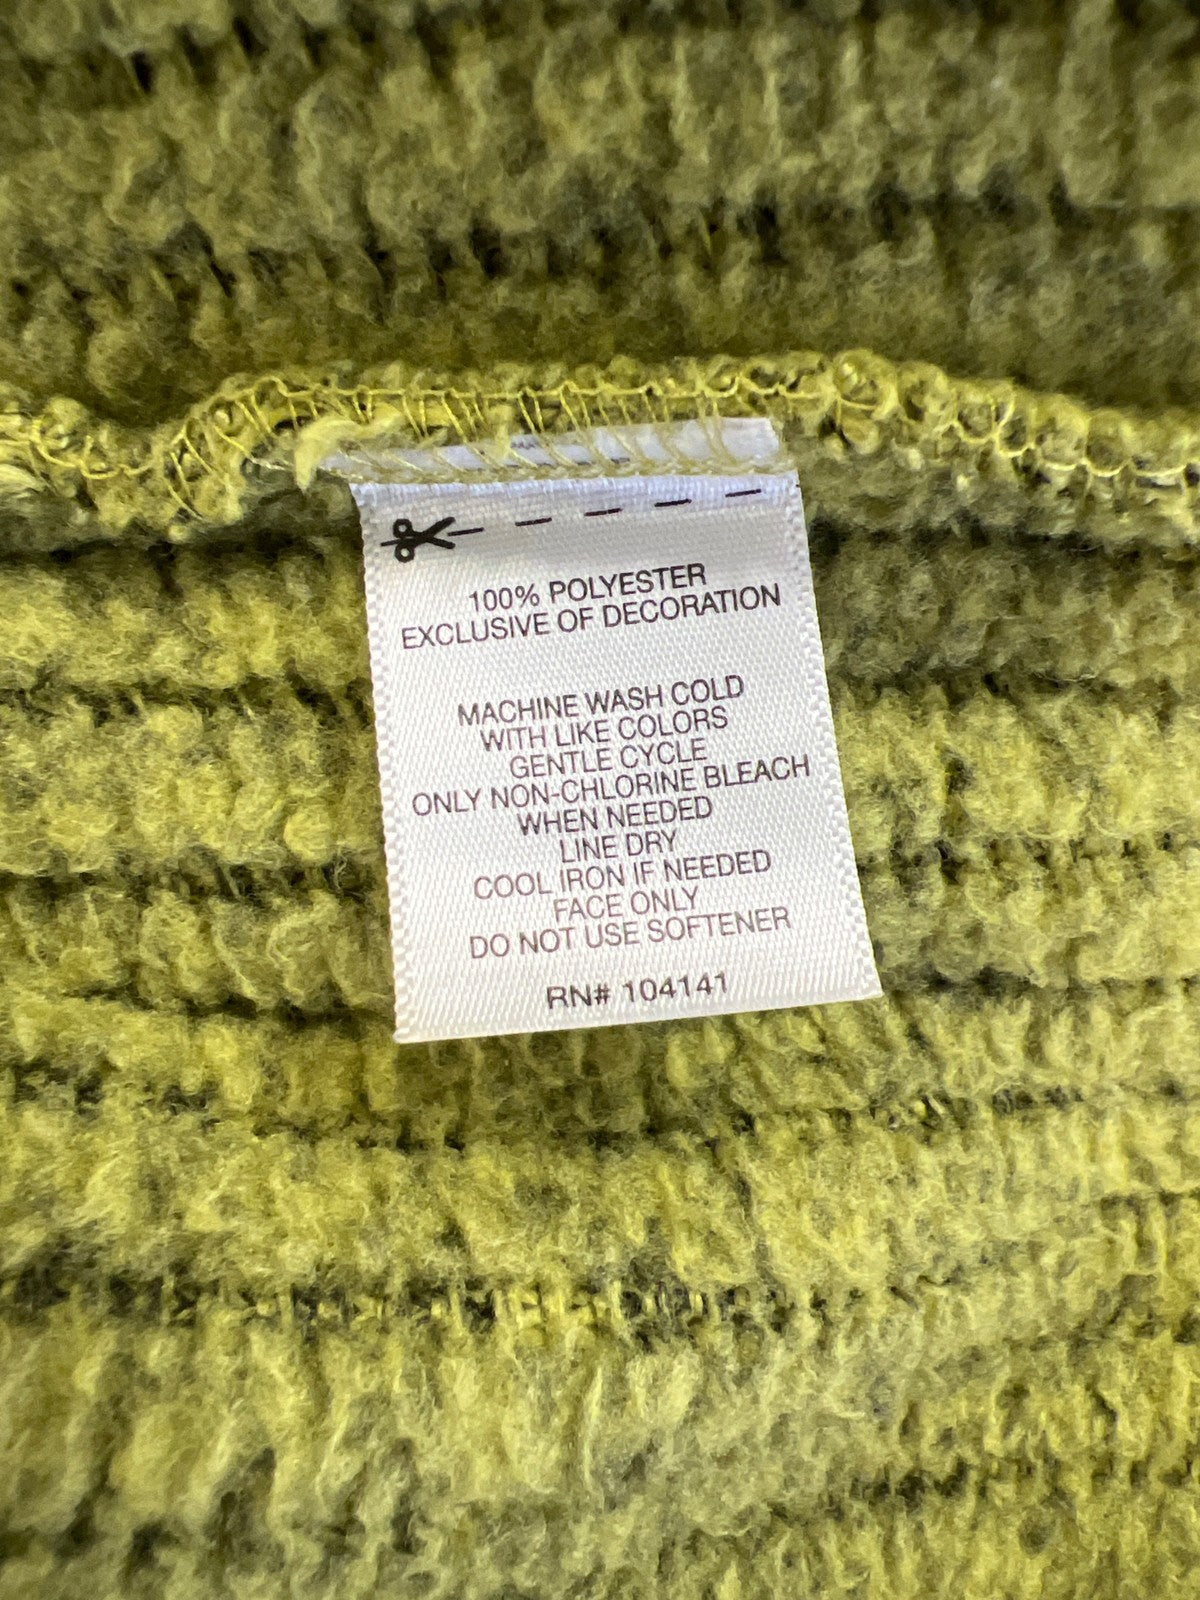 100% POLYESTER
EXCLUSIVE OF DECORATION
MACHINE WASH COLD
WITH LIKE COLORS
GENTLE CYCLE
ONLY NON-CHLORINE BLEACH
WHEN NEEDED
LINE DRY
COOL IRON IF NEEDED
FACE ONLY
DO NOT USE SOFTENER
RN# 104141